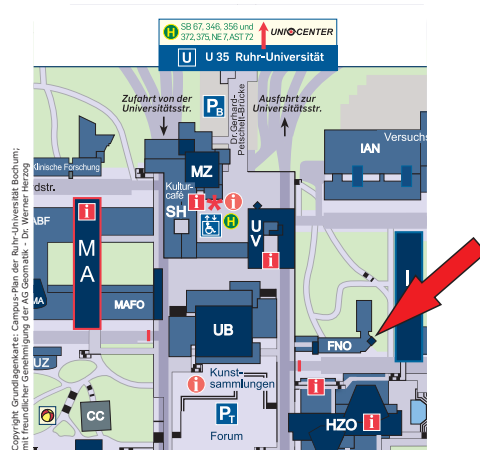 H SB 67, 346, 356 und
372, 375, NE7, AST 72
UNI CENTER
U U 35 Ruhr-Universität
Zufahrt von der
Universitätsstr.
PB
Dr.Gerhard-
Petschelt-Brücke
Ausfahrt zur
Universitätsstr.
IAN
Versuchs
Klinische Forschung
MZ
dstr.
Kultur-
café
i
i
i
SH
H
ABF
M
A
U
V
i
I
MA
MAFO
UB
FNO
UZ
Kunst-
sammlungen
i
i
CC
PT
Forum
HZO
i
Copyright Grundlagenkarte: Campus-Plan der Ruhr-Universität Bochum;
mit freundlicher Genehmigung der AG Geomatik - Dr. Werner Herzog